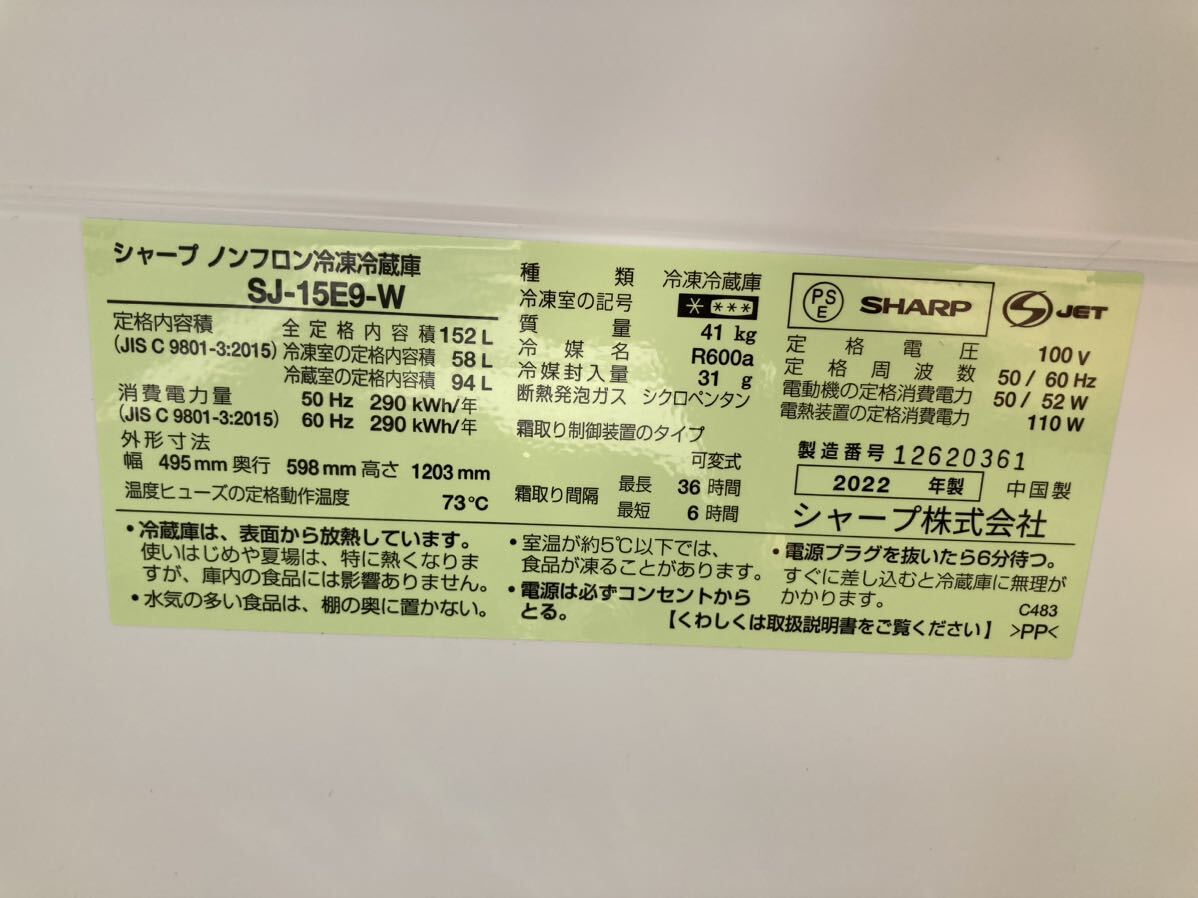 シャープ ノンフロン冷凍冷蔵庫
SJ-15E9-W
定格内容積
(JIS C 9801-3:2015)
全定格内容積 152 L
冷凍室の定格内容積 58 L
冷蔵室の定格内容積 94 L
消費電力量
(JIS C 9801-3:2015)
50 Hz 290 kWh/年
60 Hz 290 kWh/年
外形寸法
幅 495mm 奥行 598mm 高さ 1203mm
温度ヒューズの定格動作温度 73℃
種類 冷凍冷蔵庫
冷凍室の記号 * ***
質量 41 kg
冷媒名 R600a
冷媒封入量 31 g
断熱発泡ガス シクロペンタン
霜取り制御装置のタイプ
可変式
霜取り間隔
最長 36時間
最短 6時間
PS
E
SHARP
S JET
定格電圧 100 V
定格周波数 50 / 60 Hz
電動機の定格消費電力 50 / 52 W
電熱装置の定格消費電力 110 W
製造番号 12620361
2022 年製 中国製
シャープ株式会社
•冷蔵庫は、表面から放熱しています。
使いはじめや夏場は、特に熱くなりま
すが、庫内の食品には影響ありません。
•水気の多い食品は、棚の奥に置かない。
•室温が約5℃以下では、
食品が凍ることがあります。
•電源は必ずコンセントから
とる。
•電源プラグを抜いたら6分待つ。
すぐに差し込むと冷蔵庫に無理が
かかります。
C483
【くわしくは取扱説明書をご覧ください】 >PP<